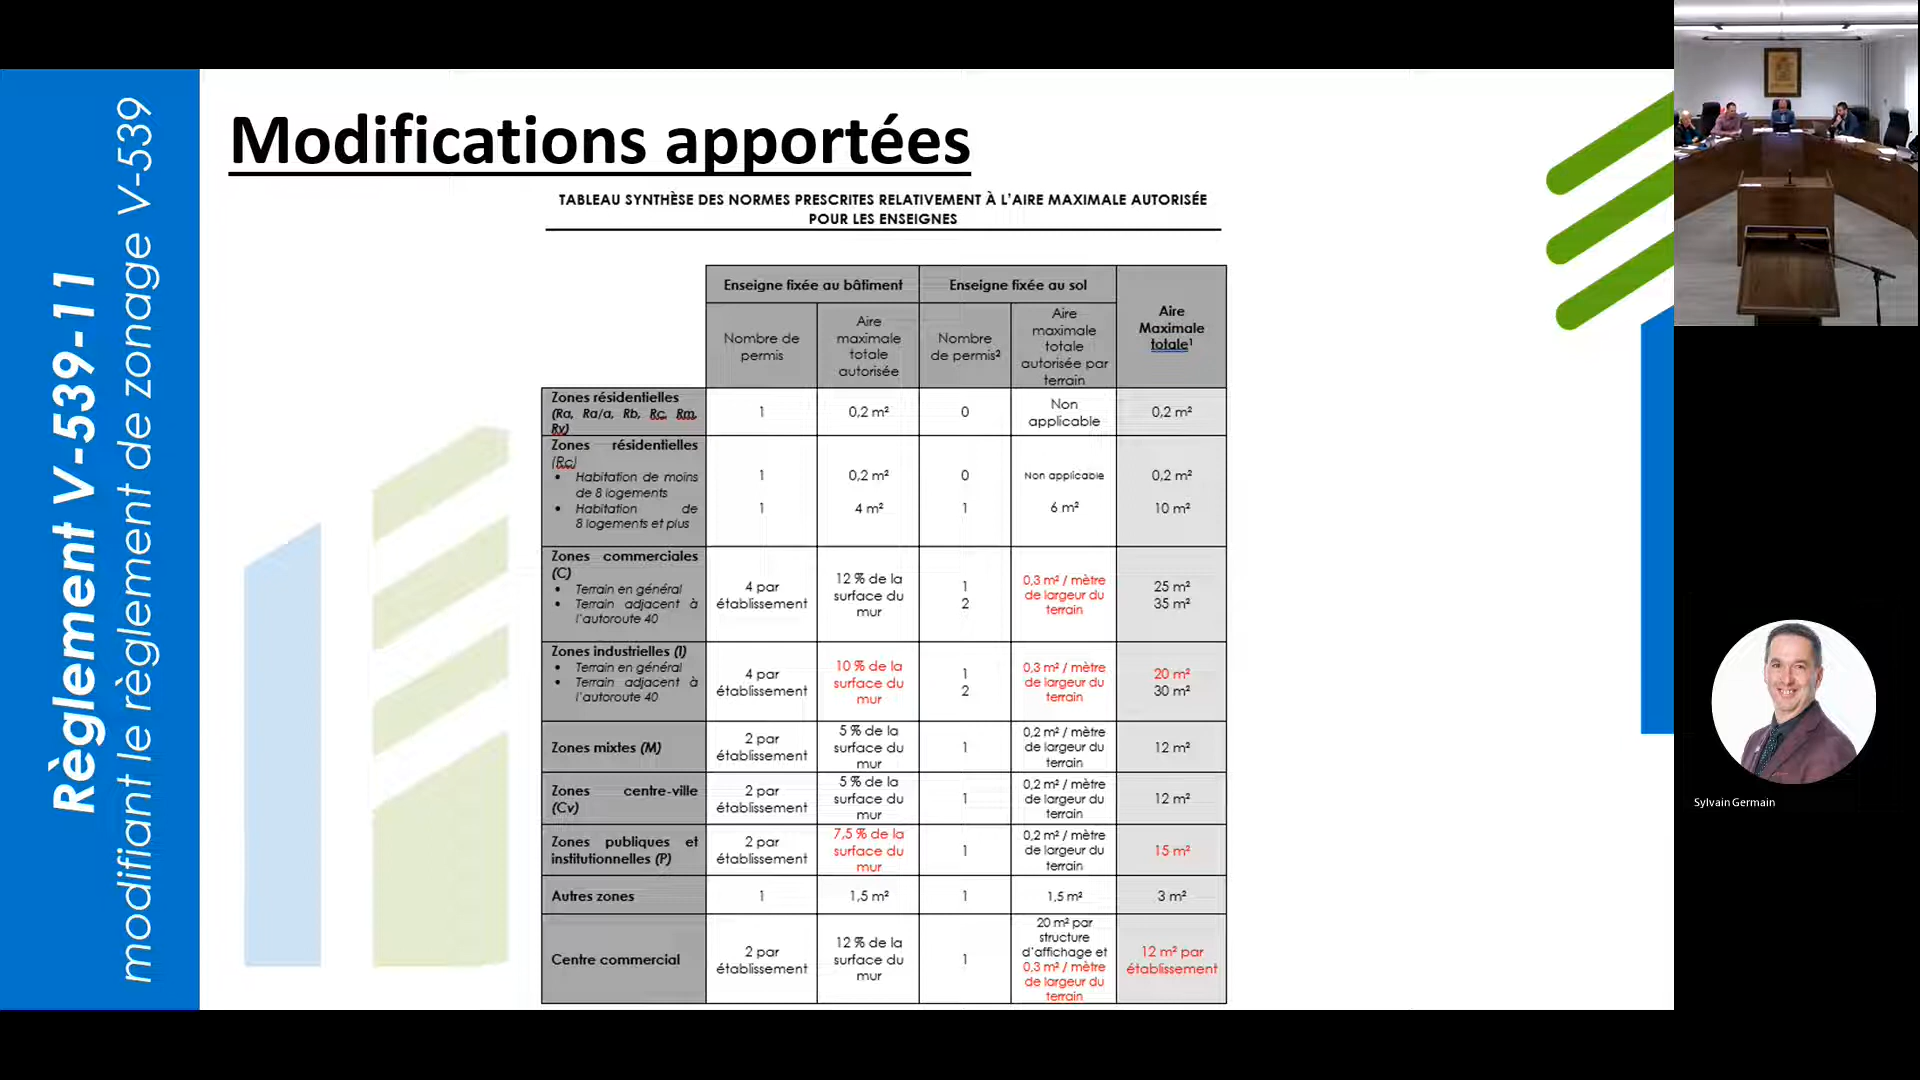 Règlement V-539-11
modifiant le règlement de zonage V-539
Modifications apportées
TABLEAU SYNTHÈSE DES NORMES PRESCRITES RELATIVEMENT À L'AIRE MAXIMALE AUTORISÉE
POUR LES ENSEIGNES
Enseigne fixée au bâtiment
Enseigne fixée au sol
Aire
Maximale
totale¹
Nombre de
permis
Aire
maximale
totale
autorisée
Nombre
de permis²
Aire
maximale
totale
autorisée par
terrain
Zones résidentielles
(Ra, Ra/a, Rb, Rc, Rm,
Rv)
1
0,2 m²
0
Non
applicable
0,2 m²
Zones résidentielles
(Rc)
• Habitation de moins
de 8 logements
• Habitation de
8 logements et plus
1
0,2 m²
0
Non applicable
0,2 m²
1
4 m²
1
6 m²
10 m²
Zones commerciales
(C)
• Terrain en général
• Terrain adjacent à
l'autoroute 40
4 par
établissement
12 % de la
surface du
mur
1
2
0,3 m² / mètre
de largeur du
terrain
25 m²
35 m²
Zones industrielles (I)
• Terrain en général
• Terrain adjacent à
l'autoroute 40
4 par
établissement
10 % de la
surface du
mur
1
2
0,3 m² / mètre
de largeur du
terrain
20 m²
30 m²
Zones mixtes (M)
2 par
établissement
5 % de la
surface du
mur
1
0,2 m² / mètre
de largeur du
terrain
12 m²
Zones centre-ville
(Cv)
2 par
établissement
5 % de la
surface du
mur
1
0,2 m² / mètre
de largeur du
terrain
12 m²
Zones publiques et
institutionnelles (P)
2 par
établissement
7,5 % de la
surface du
mur
1
0,2 m² / mètre
de largeur du
terrain
15 m²
Autres zones
1
1,5 m²
1
1,5 m²
3 m²
Centre commercial
2 par
établissement
12 % de la
surface du
mur
1
20 m² par
structure
d'affichage et
0,3 m² / mètre
de largeur du
terrain
12 m² par
établissement
Sylvain Germain